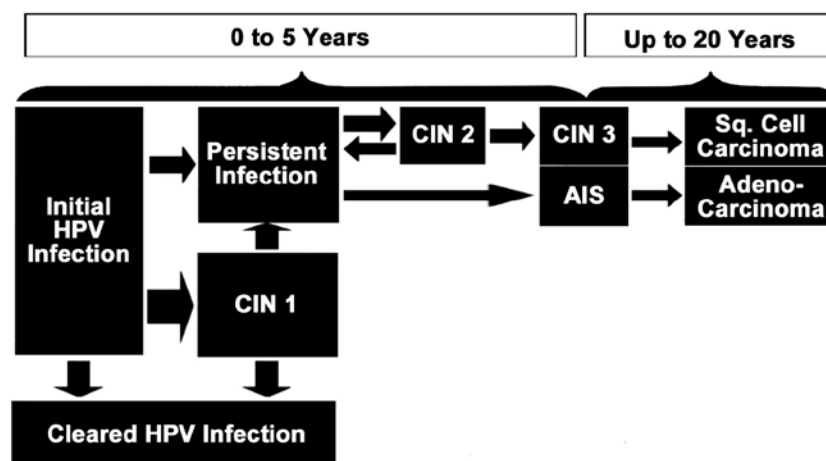 0 to 5 Years
Up to 20 Years
Initial
HPV
Infection
Persistent
Infection
CIN 2
CIN 3
Sq. Cell
Carcinoma
AIS
Adeno-
Carcinoma
CIN 1
Cleared HPV Infection